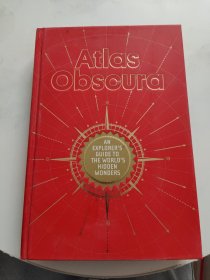 Atlas
Obscura
AN
EXPLORER'S
GUIDE TO
THE WORLD'S
HIDDEN
WONDERS